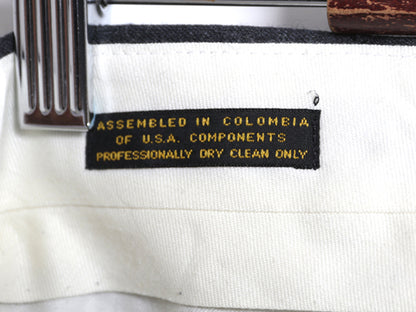 ASSEMBLED IN COLOMBIA
OF U.S.A. COMPONENTS
PROFESSIONALLY DRY CLEAN ONLY